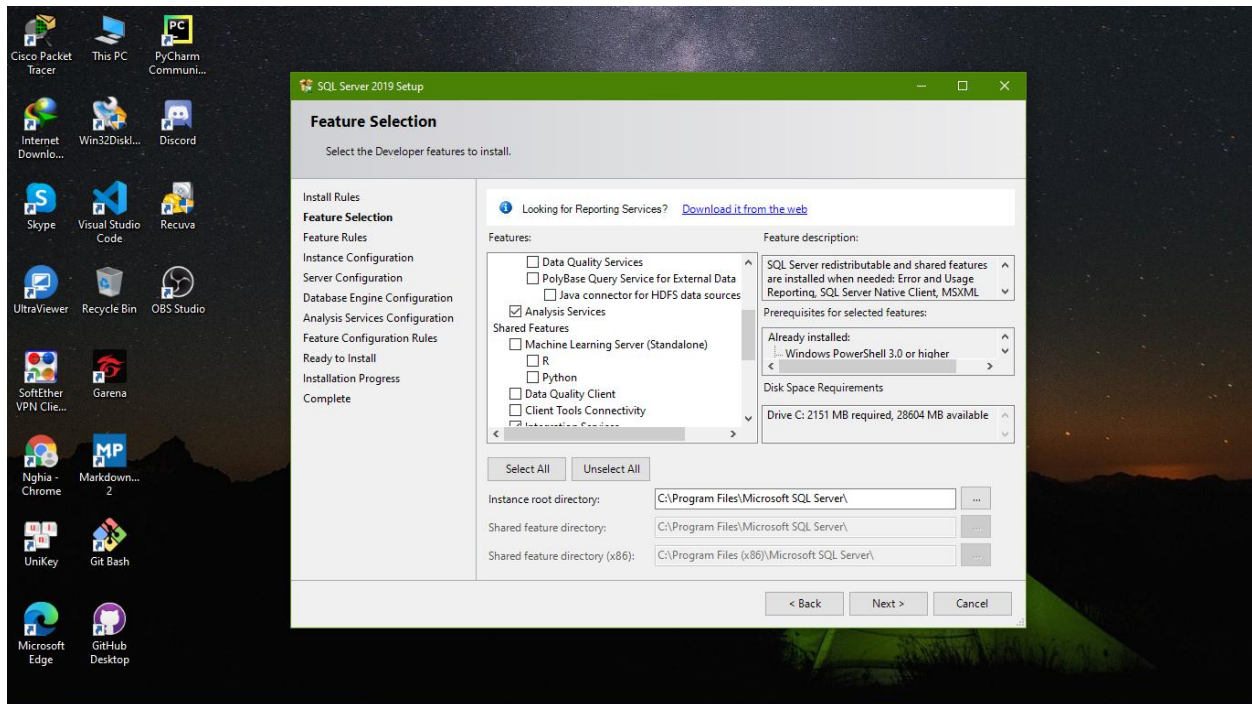 Cisco Packet
Tracer
This PC
PC
PyCharm
Communi...
Internet
Downlo...
Win32DiskI...
Discord
Skype
Visual Studio
Code
Recuva
UltraViewer
Recycle Bin
OBS Studio
SoftEther
VPN Clie...
Garena
Nghia -
Chrome
MP
Markdown...
2
UniKey
Git Bash
Microsoft
Edge
GitHub
Desktop
SQL Server 2019 Setup
Feature Selection
Select the Developer features to install.
Install Rules
Feature Selection
Feature Rules
Instance Configuration
Server Configuration
Database Engine Configuration
Analysis Services Configuration
Feature Configuration Rules
Ready to Install
Installation Progress
Complete
Looking for Reporting Services? Download it from the web
Features:
Data Quality Services
PolyBase Query Service for External Data
Java connector for HDFS data sources
Analysis Services
Shared Features
Machine Learning Server (Standalone)
R
Python
Data Quality Client
Client Tools Connectivity
Integration Services
Feature description:
SQL Server redistributable and shared features
are installed when needed: Error and Usage
Reporting, SQL Server Native Client, MSXML
Prerequisites for selected features:
Already installed:
Windows PowerShell 3.0 or higher
Disk Space Requirements
Drive C: 2151 MB required, 28604 MB available
Select All
Unselect All
Instance root directory: C:\Program Files\Microsoft SQL Server\ ...
Shared feature directory: C:\Program Files\Microsoft SQL Server\ ...
Shared feature directory (x86): C:\Program Files (x86)\Microsoft SQL Server\ ...
< Back
Next >
Cancel